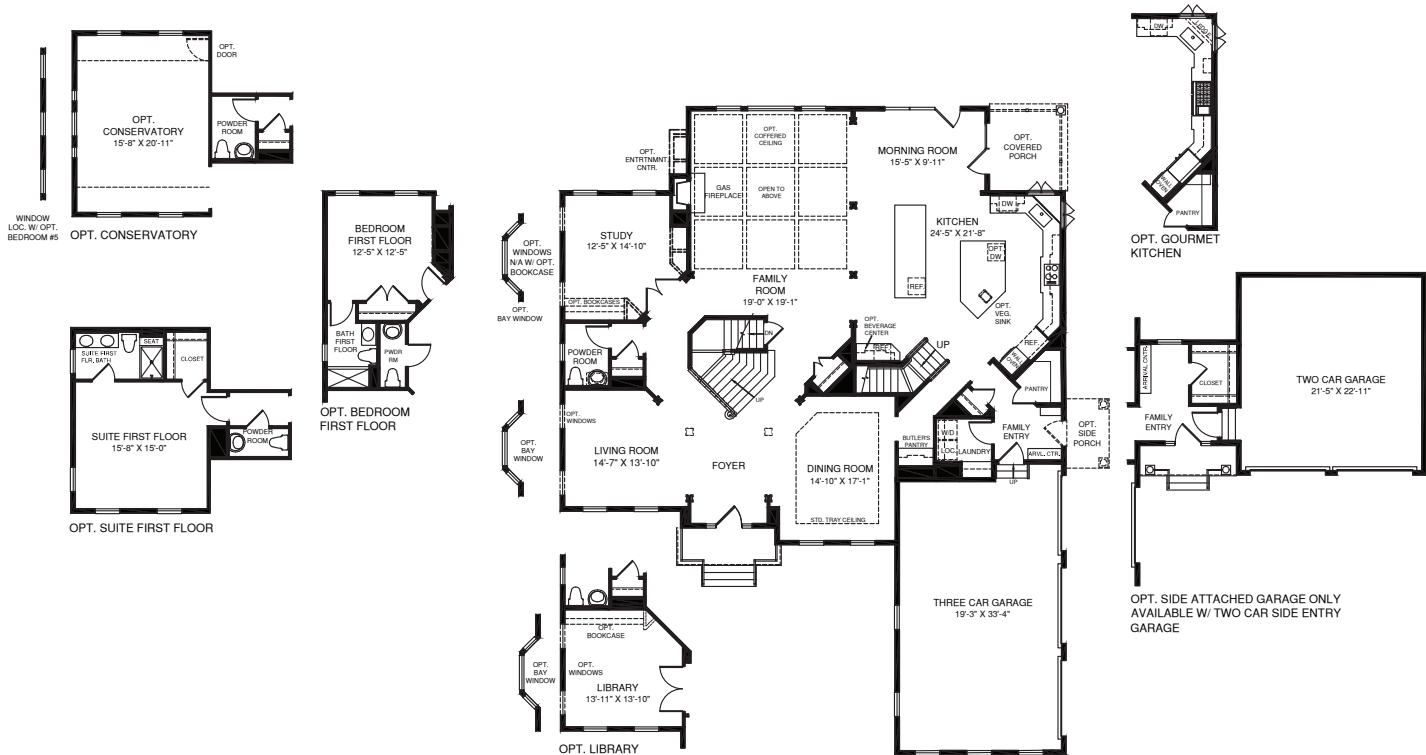 OPT.
DOOR
OPT.
CONSERVATORY
15'-8" X 20'-11"
POWDER
ROOM
WINDOW
LOC. W/ OPT.
BEDROOM #5
OPT. CONSERVATORY
BEDROOM
FIRST FLOOR
12'-5" X 12'-5"
BATH
FIRST
FLOOR
PWDR
RM
OPT. BEDROOM
FIRST FLOOR
SUITE FIRST
FLR. BATH
SEAT
CLOSET
SUITE FIRST FLOOR
15'-8" X 15'-0"
POWDER
ROOM
OPT. SUITE FIRST FLOOR
OPT.
WINDOWS
N/A W/ OPT.
BOOKCASE
OPT.
BAY WINDOW
OPT.
BAY
WINDOW
OPT.
ENTRTNMNT.
CNTR.
OPT.
COFFERED
CEILING
GAS
FIREPLACE
OPEN TO
ABOVE
STUDY
12'-5" X 14'-10"
OPT. BOOKCASES
FAMILY
ROOM
19'-0" X 19'-1"
MORNING ROOM
15'-5" X 9'-11"
OPT.
COVERED
PORCH
KITCHEN
24'-5" X 21'-8"
DW
OPT.
DW
REF.
OPT.
VEG.
SINK
OPT.
BEVERAGE
CENTER
REF.
UP
REF.
WALL
OVEN
PANTRY
DN
UP
POWDER
ROOM
OPT.
WINDOWS
LIVING ROOM
14'-7" X 13'-10"
FOYER
DINING ROOM
14'-10" X 17'-1"
STD. TRAY CEILING
BUTLER'S
PANTRY
W/D
LOC.
LAUNDRY
FAMILY
ENTRY
ARVL. CTR.
UP
OPT.
SIDE
PORCH
THREE CAR GARAGE
19'-3" X 33'-4"
OPT.
BOOKCASE
OPT.
BAY
WINDOW
OPT.
WINDOWS
LIBRARY
13'-11" X 13'-10"
OPT. LIBRARY
DW
LEDGE
WALL
OVEN
PANTRY
OPT. GOURMET
KITCHEN
ARRIVAL CNTR.
CLOSET
FAMILY
ENTRY
TWO CAR GARAGE
21'-5" X 22'-11"
OPT. SIDE ATTACHED GARAGE ONLY
AVAILABLE W/ TWO CAR SIDE ENTRY
GARAGE